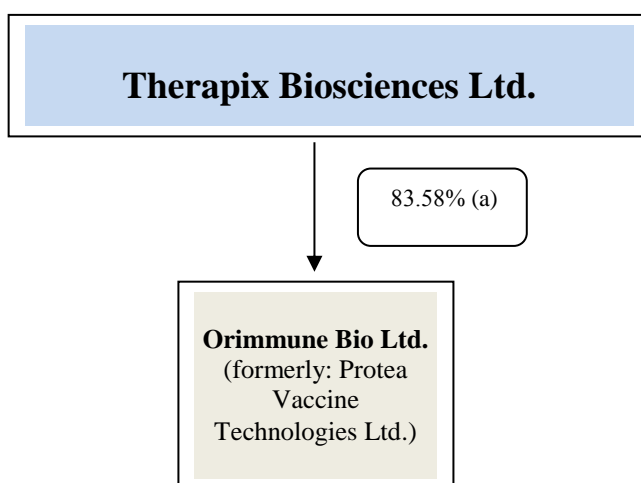 Therapix Biosciences Ltd.
83.58% (a)
Orimmune Bio Ltd.
(formerly: Protea
Vaccine
Technologies Ltd.)